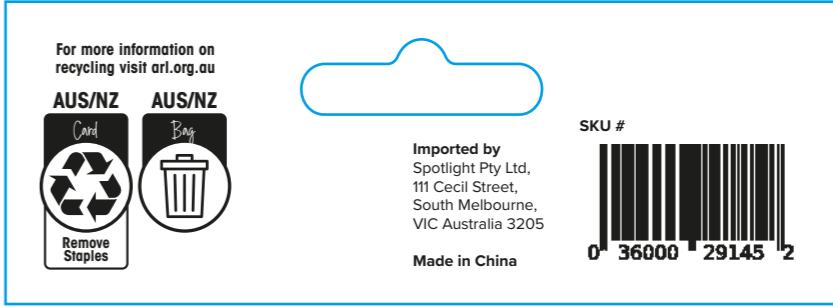 For more information on
recycling visit arl.org.au
AUS/NZ
AUS/NZ
Card
Bag
Remove
Staples
Imported by
Spotlight Pty Ltd,
111 Cecil Street,
South Melbourne,
VIC Australia 3205
Made in China
SKU #
0 36000 29145 2